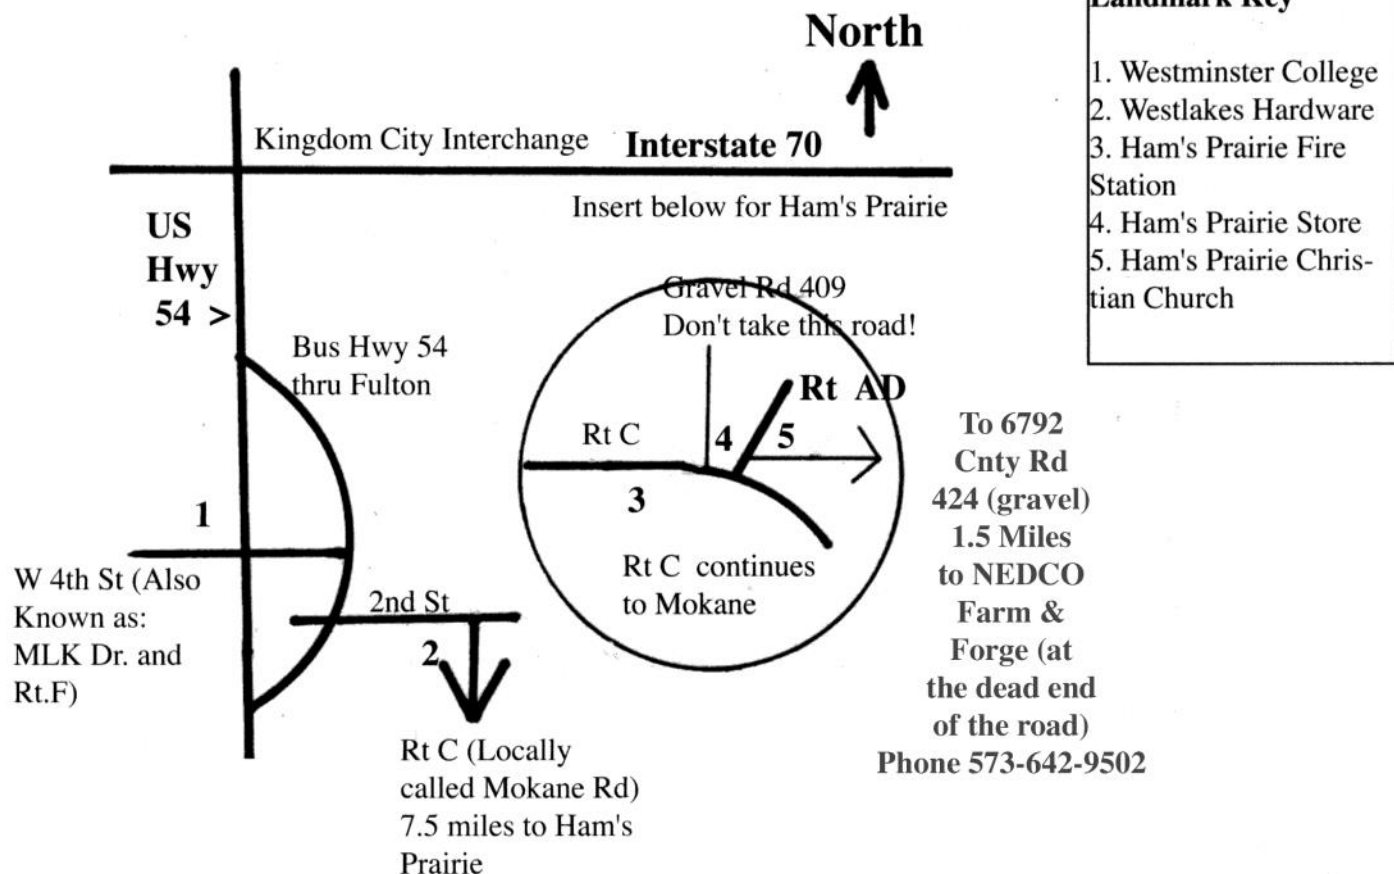 North
Landmark Key
1. Westminster College
2. Westlakes Hardware
3. Ham's Prairie Fire
Station
4. Ham's Prairie Store
5. Ham's Prairie Chris-
tian Church
Kingdom City Interchange
Interstate 70
Insert below for Ham's Prairie
US
Hwy
54 >
Bus Hwy 54
thru Fulton
Gravel Rd 409
Don't take this road!
Rt AD
Rt C
4
5
3
Rt C continues
to Mokane
To 6792
Cnty Rd
424 (gravel)
1.5 Miles
to NEDCO
Farm &
Forge (at
the dead end
of the road)
Phone 573-642-9502
1
W 4th St (Also
Known as:
MLK Dr. and
Rt.F)
2nd St
2
Rt C (Locally
called Mokane Rd)
7.5 miles to Ham's
Prairie